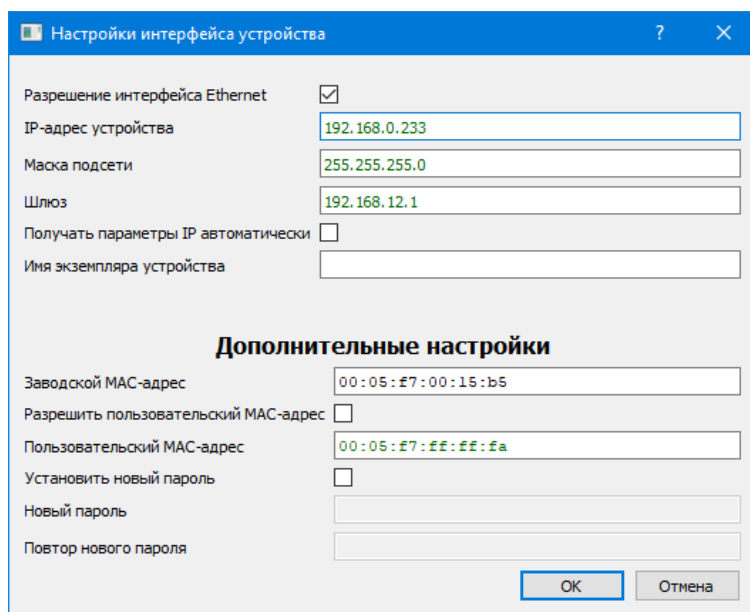 Настройки интерфейса устройства ?
Разрешение интерфейса Ethernet
IP-адрес устройства 192.168.0.233
Маска подсети 255.255.255.0
Шлюз 192.168.12.1
Получать параметры IP автоматически
Имя экземпляра устройства
Дополнительные настройки
Заводской MAC-адрес 00:05:f7:00:15:b5
Разрешить пользовательский MAC-адрес
Пользовательский MAC-адрес 00:05:f7:ff:ff:fa
Установить новый пароль
Новый пароль
Повтор нового пароля
OK Отмена